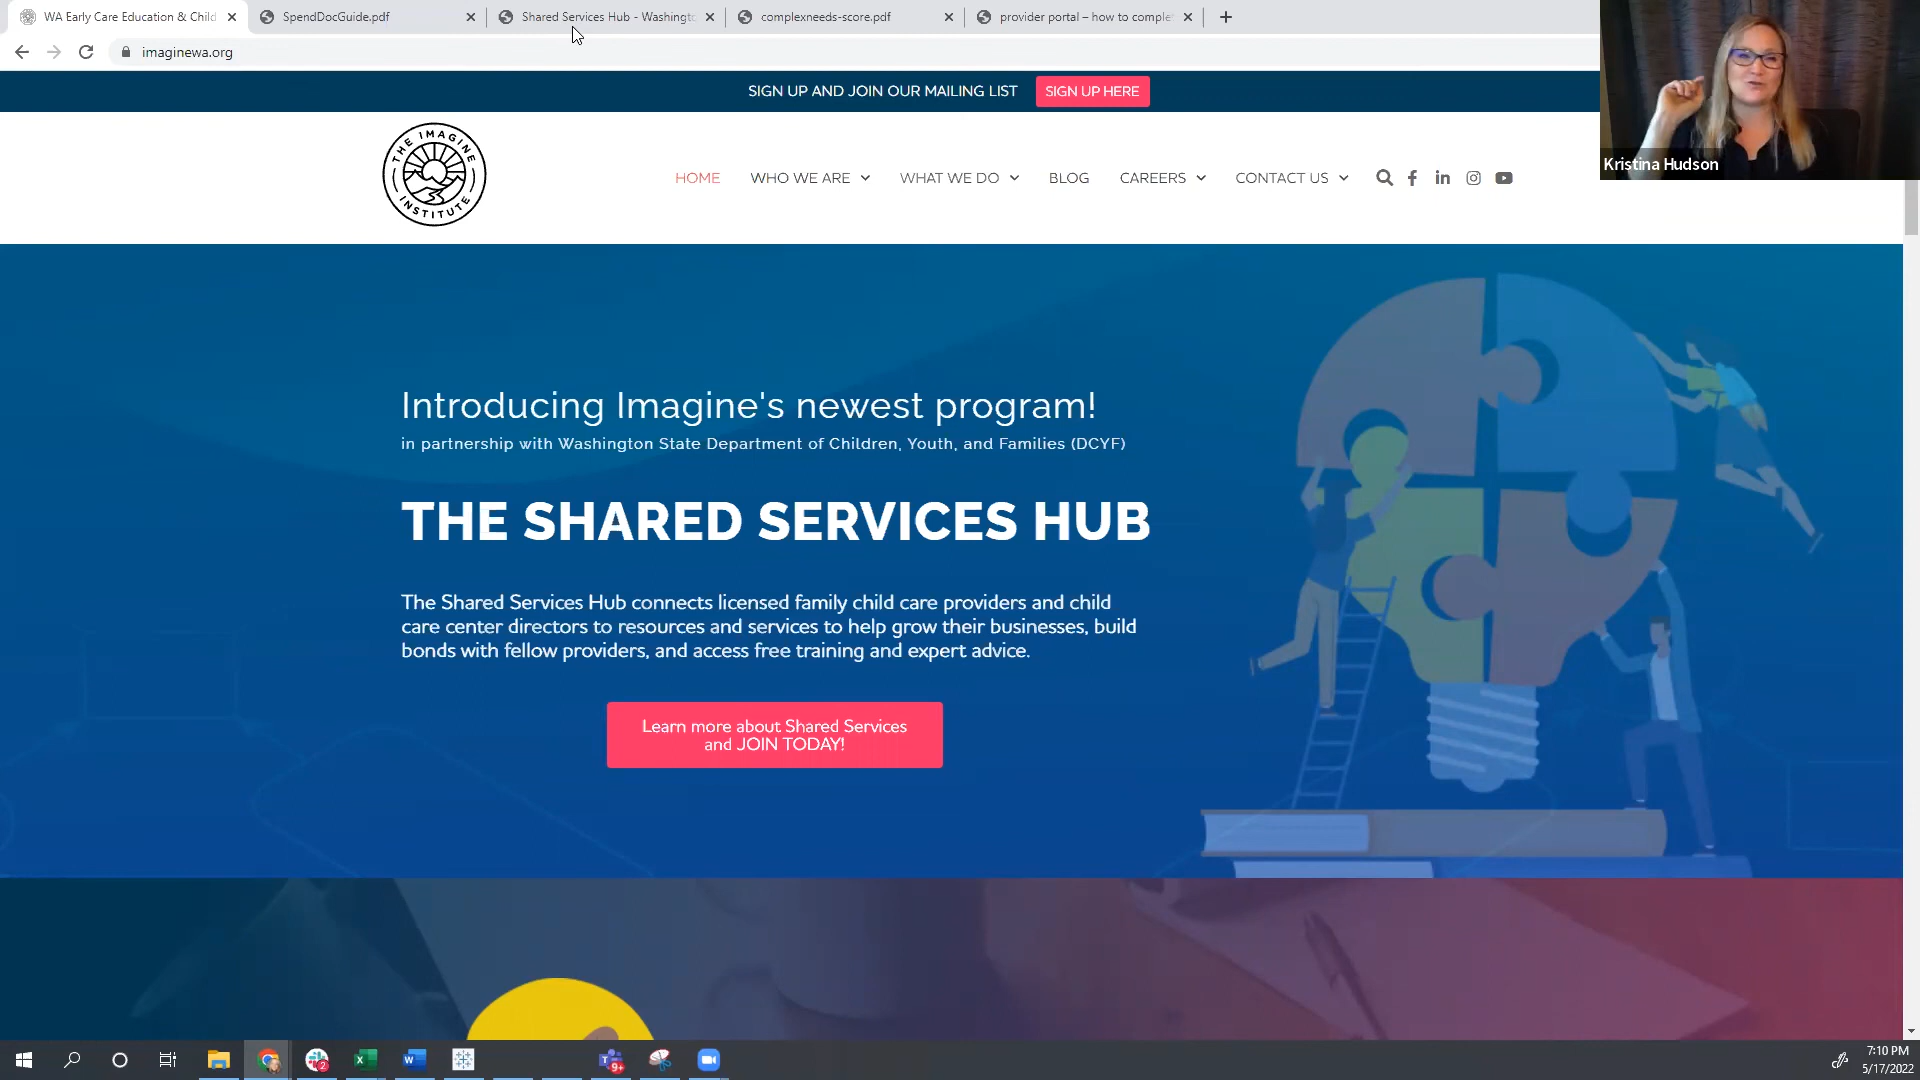 WA Early Care Education & Child
SpendDocGuide.pdf
Shared Services Hub - Washingto
complexneeds-score.pdf
provider portal – how to comple
imaginewa.org
SIGN UP AND JOIN OUR MAILING LIST
SIGN UP HERE
THE IMAGINE
INSTITUTE
HOME
WHO WE ARE
WHAT WE DO
BLOG
CAREERS
CONTACT US
Kristina Hudson
Introducing Imagine's newest program!
in partnership with Washington State Department of Children, Youth, and Families (DCYF)
THE SHARED SERVICES HUB
The Shared Services Hub connects licensed family child care providers and child
care center directors to resources and services to help grow their businesses, build
bonds with fellow providers, and access free training and expert advice.
Learn more about Shared Services
and JOIN TODAY!
2
9+
7:10 PM
5/17/2022